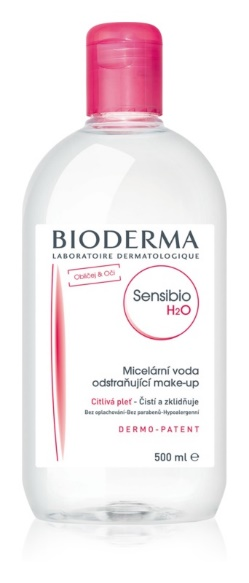 BIODERMA
LABORATOIRE DERMATOLOGIQUE
Obličej & Oči
Sensibio
H2O
Micelární voda
odstraňující make-up
Citlivá pleť - Čistí a zklidňuje
Bez oplachování-Bez parabenů-Hypoalergenní
DERMO-PATENT
500 ml ℮